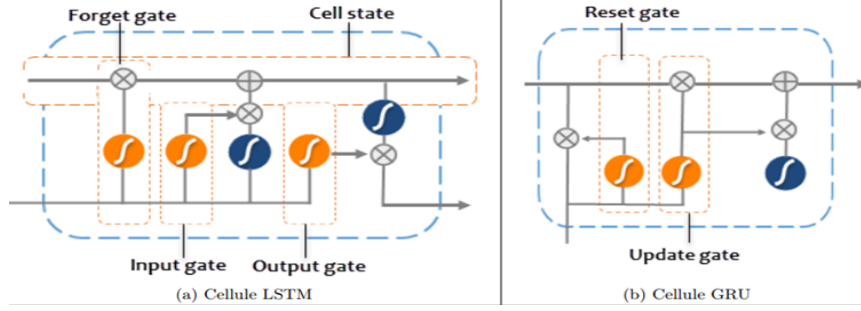 Forget gate
Cell state
Input gate
Output gate
(a) Cellule LSTM
Reset gate
Update gate
(b) Cellule GRU